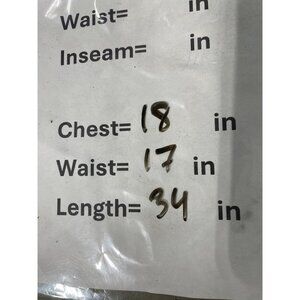 Waist= in
Inseam= in
Chest= 18 in
Waist= 17 in
Length= 34 in